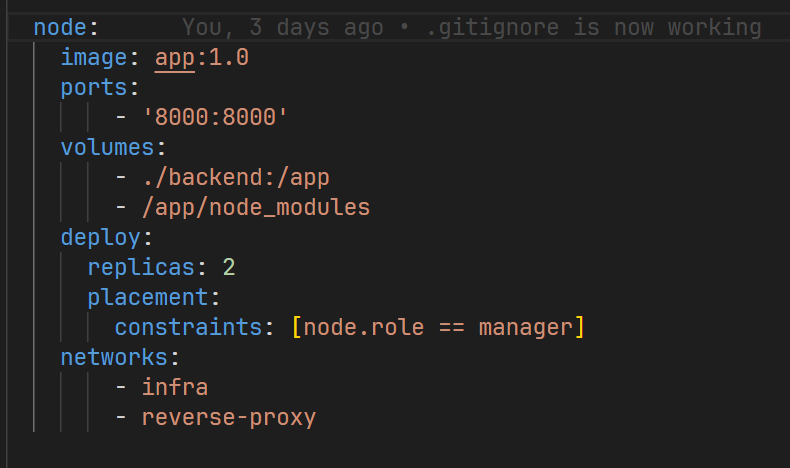 node:      You, 3 days ago • .gitignore is now working
  image: app:1.0
  ports:
      - '8000:8000'
  volumes:
      - ./backend:/app
      - /app/node_modules
  deploy:
    replicas: 2
    placement:
      constraints: [node.role == manager]
  networks:
      - infra
      - reverse-proxy